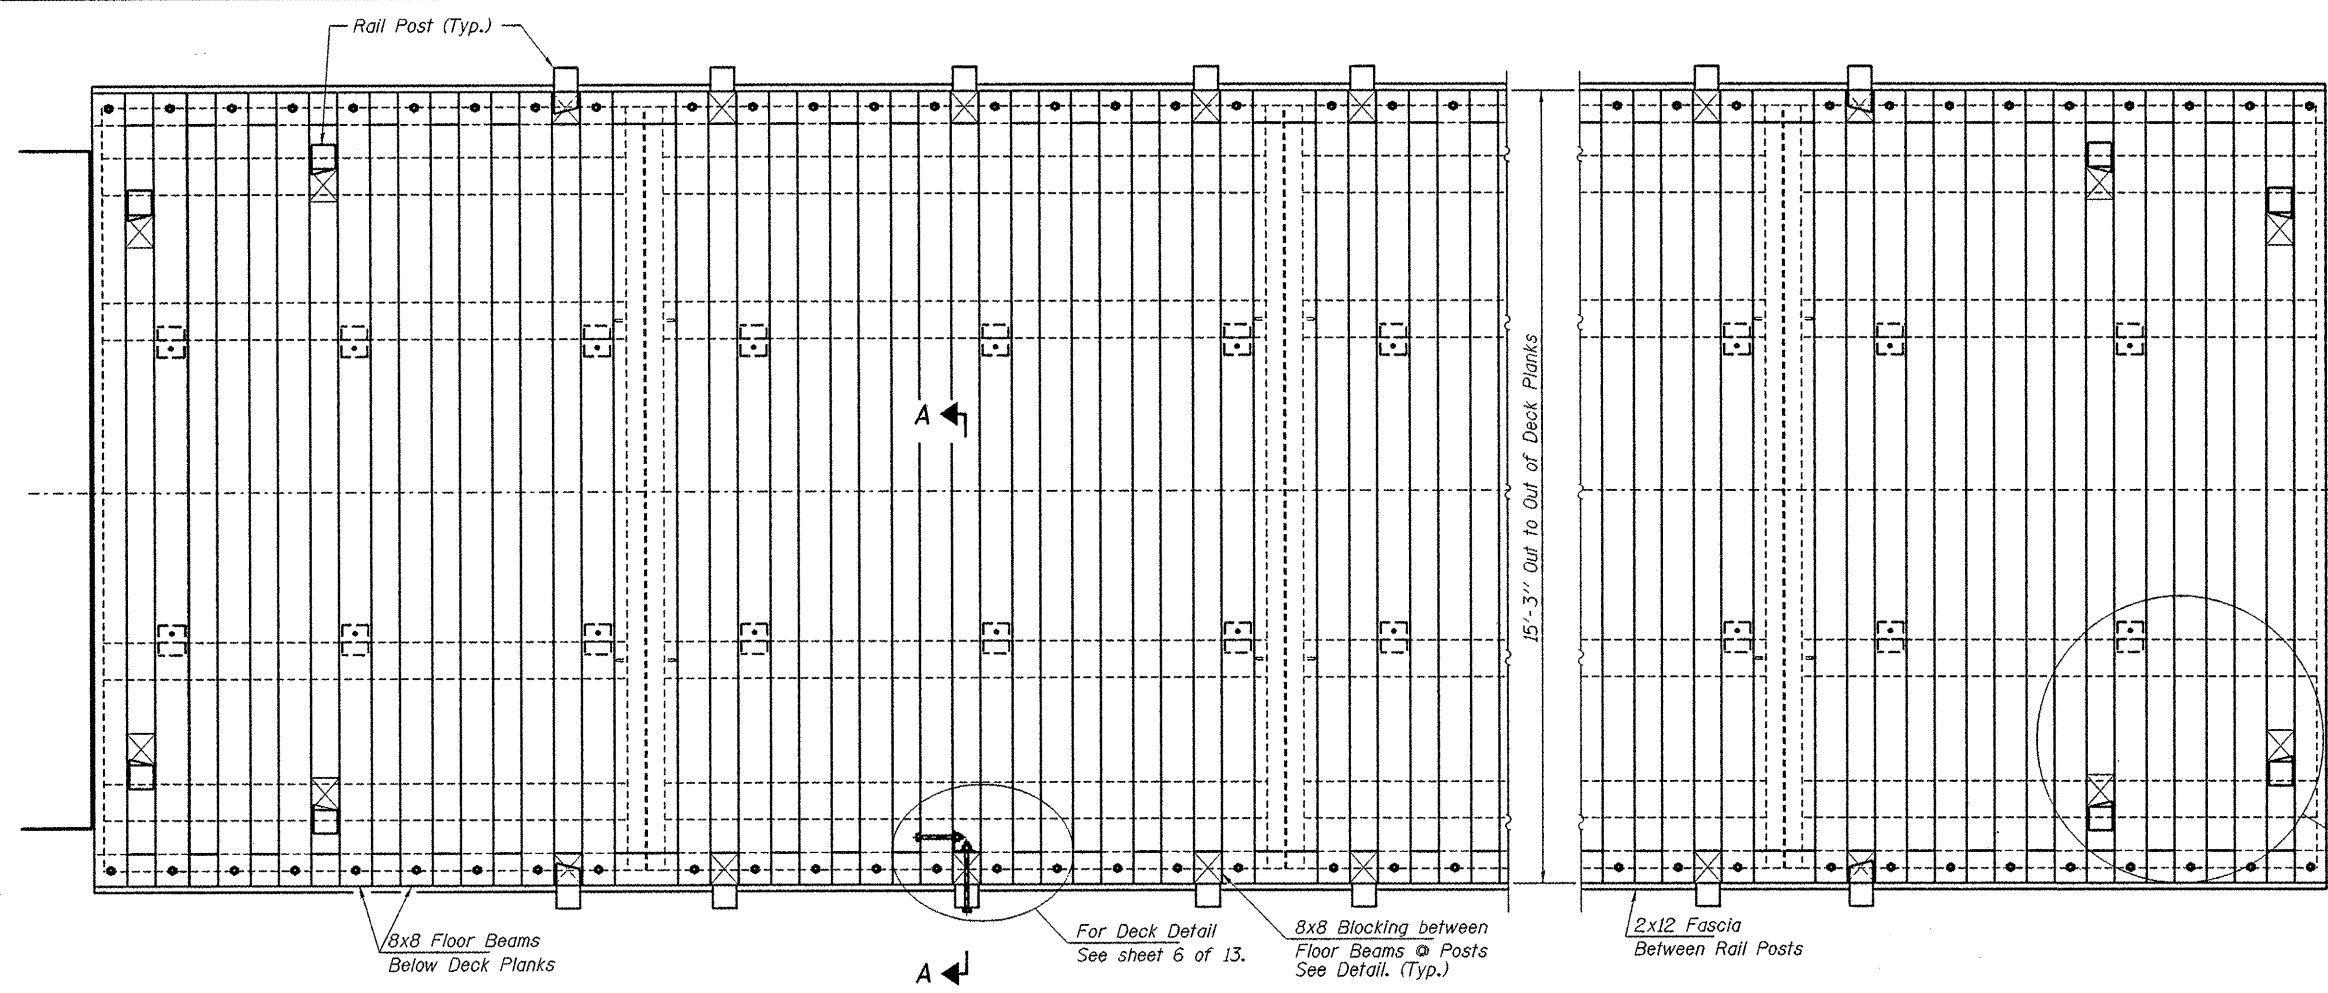 Rail Post (Typ.)
A
15'-3" Out to Out of Deck Planks
8x8 Floor Beams
Below Deck Planks
For Deck Detail
See sheet 6 of 13.
A
8x8 Blocking between
Floor Beams @ Posts
See Detail. (Typ.)
2x12 Fascia
Between Rail Posts